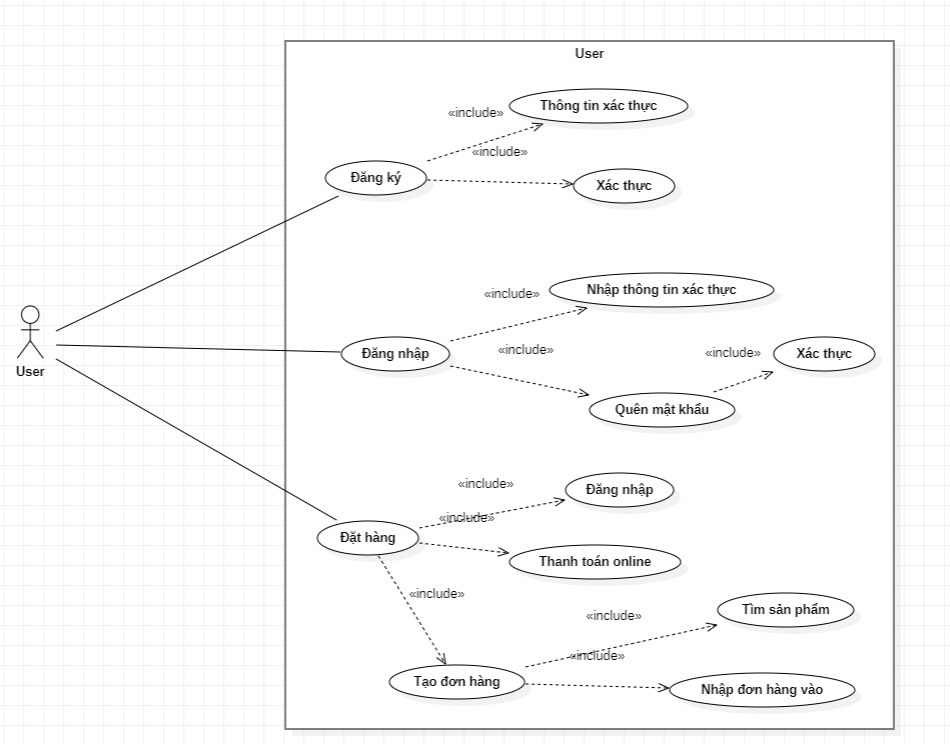 User
«include»
Thông tin xác thực
«include»
Đăng ký
Xác thực
«include»
Nhập thông tin xác thực
«include»
Đăng nhập
«include»
Xác thực
User
Quên mật khẩu
«include»
Đăng nhập
«include»
Đặt hàng
Thanh toán online
«include»
«include»
Tìm sản phẩm
«include»
Tạo đơn hàng
Nhập đơn hàng vào